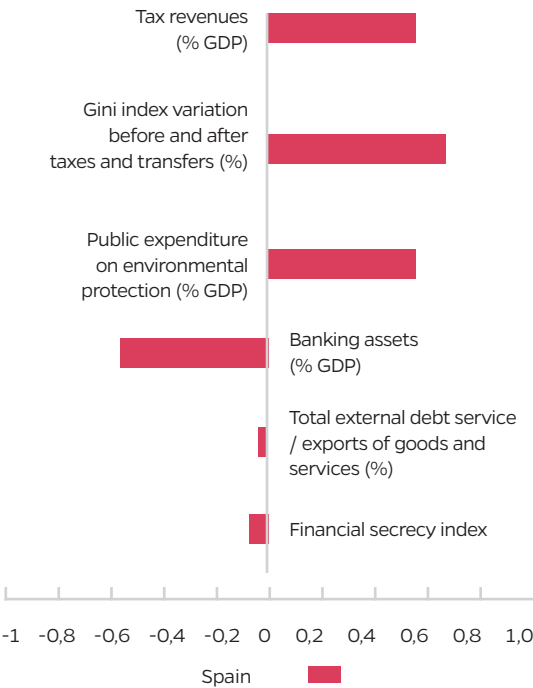 Tax revenues
(% GDP)
Gini index variation
before and after
taxes and transfers (%)
Public expenditure
on environmental
protection (% GDP)
Banking assets
(% GDP)
Total external debt service
/ exports of goods and
services (%)
Financial secrecy index
-1 -0,8 -0,6 -0,4 -0,2 0 0,2 0,4 0,6 0,8 1,0
Spain